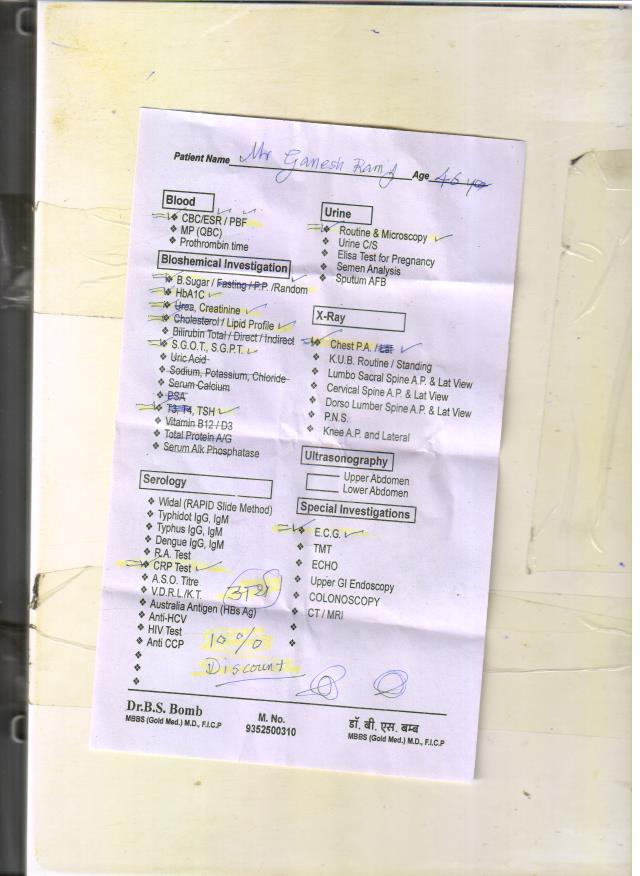 Patient Name Mr Ganesh Ramj Age 46 yr
Blood
CBC/ESR / PBF
MP (QBC)
Prothrombin time
Bioshemical Investigation
B.Sugar / Fasting / P.P. /Random
HbA1C
Urea, Creatinine
Cholesterol / Lipid Profile
Bilirubin Total / Direct / Indirect
S.G.O.T., S.G.P.T.
Uric Acid
Sodium, Potassium, Chloride
Serum Calcium
PSA
T3, T4, TSH
Vitamin B12 / D3
Total Protein A/G
Serum Alk Phosphatase
Serology
Widal (RAPID Slide Method)
Typhidot IgG, IgM
Typhus IgG, IgM
Dengue IgG, IgM
R.A. Test
CRP Test
A.S.O. Titre
V.D.R.L/K.T.
Australia Antigen (HBs Ag)
Anti-HCV
HIV Test
Anti CCP
10%
Discount
Urine
Routine & Microscopy
Urine C/S
Elisa Test for Pregnancy
Semen Analysis
Sputum AFB
X-Ray
Chest P.A. / Lat
K.U.B. Routine / Standing
Lumbo Sacral Spine A.P. & Lat View
Cervical Spine A.P. & Lat View
Dorso Lumber Spine A.P. & Lat View
P.N.S.
Knee A.P. and Lateral
Ultrasonography
Upper Abdomen
Lower Abdomen
Special Investigations
E.C.G.
TMT
ECHO
Upper GI Endoscopy
COLONOSCOPY
CT / MRI
Dr.B.S. Bomb
MBBS (Gold Med.) M.D., F.I.C.P
M. No.
9352500310
डॉ. बी. एस. बम्ब
MBBS (Gold Med.) M.D., F.I.C.P